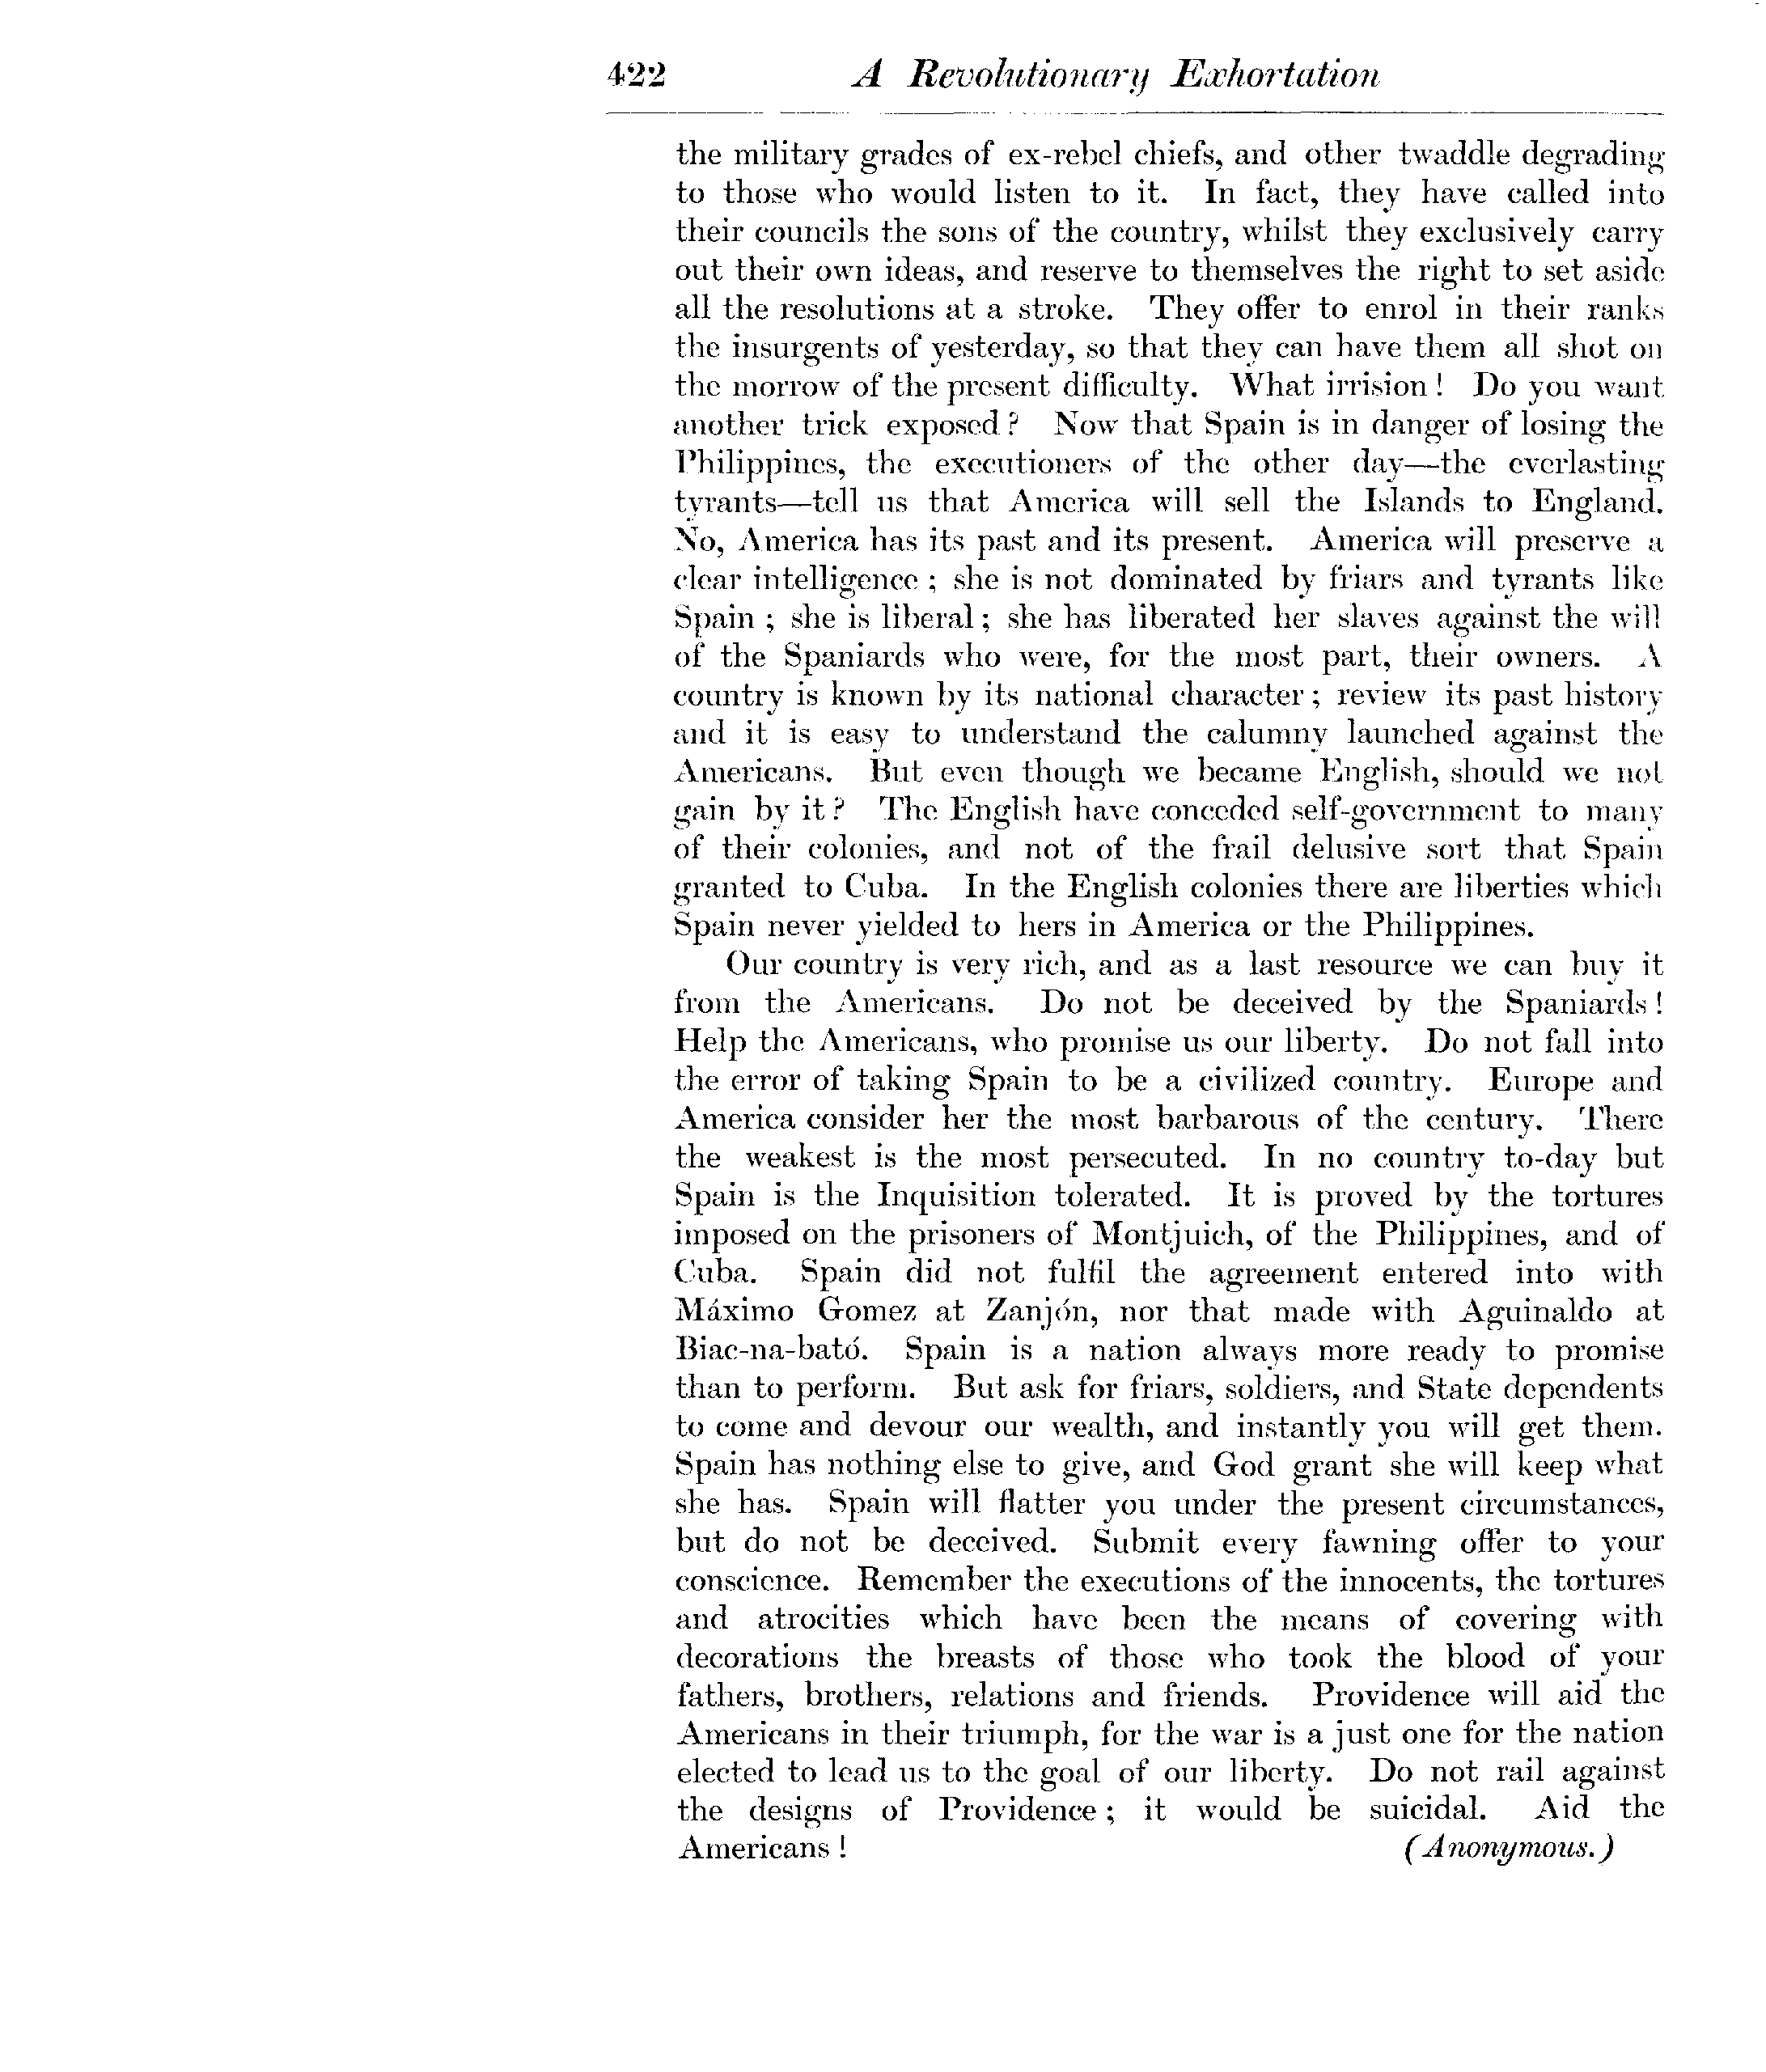 422 A Revolutionary Exhortation
the military grades of ex-rebel chiefs, and other twaddle degrading
to those who would listen to it. In fact, they have called into
their councils the sons of the country, whilst they exclusively carry
out their own ideas, and reserve to themselves the right to set aside
all the resolutions at a stroke. They offer to enrol in their ranks
the insurgents of yesterday, so that they can have them all shot on
the morrow of the present difficulty. What irrision! Do you want
another trick exposed? Now that Spain is in danger of losing the
Philippines, the executioners of the other day—the everlasting
tyrants—tell us that America will sell the Islands to England.
No, America has its past and its present. America will preserve a
clear intelligence; she is not dominated by friars and tyrants like
Spain; she is liberal; she has liberated her slaves against the will
of the Spaniards who were, for the most part, their owners. A
country is known by its national character; review its past history
and it is easy to understand the calumny launched against the
Americans. But even though we became English, should we not
gain by it? The English have conceded self-government to many
of their colonies, and not of the frail delusive sort that Spain
granted to Cuba. In the English colonies there are liberties which
Spain never yielded to hers in America or the Philippines.
Our country is very rich, and as a last resource we can buy it
from the Americans. Do not be deceived by the Spaniards!
Help the Americans, who promise us our liberty. Do not fall into
the error of taking Spain to be a civilized country. Europe and
America consider her the most barbarous of the century. There
the weakest is the most persecuted. In no country to-day but
Spain is the Inquisition tolerated. It is proved by the tortures
imposed on the prisoners of Montjuich, of the Philippines, and of
Cuba. Spain did not fulfil the agreement entered into with
Máximo Gomez at Zanjón, nor that made with Aguinaldo at
Biac-na-bató. Spain is a nation always more ready to promise
than to perform. But ask for friars, soldiers, and State dependents
to come and devour our wealth, and instantly you will get them.
Spain has nothing else to give, and God grant she will keep what
she has. Spain will flatter you under the present circumstances,
but do not be deceived. Submit every fawning offer to your
conscience. Remember the executions of the innocents, the tortures
and atrocities which have been the means of covering with
decorations the breasts of those who took the blood of your
fathers, brothers, relations and friends. Providence will aid the
Americans in their triumph, for the war is a just one for the nation
elected to lead us to the goal of our liberty. Do not rail against
the designs of Providence; it would be suicidal. Aid the
Americans! (Anonymous.)